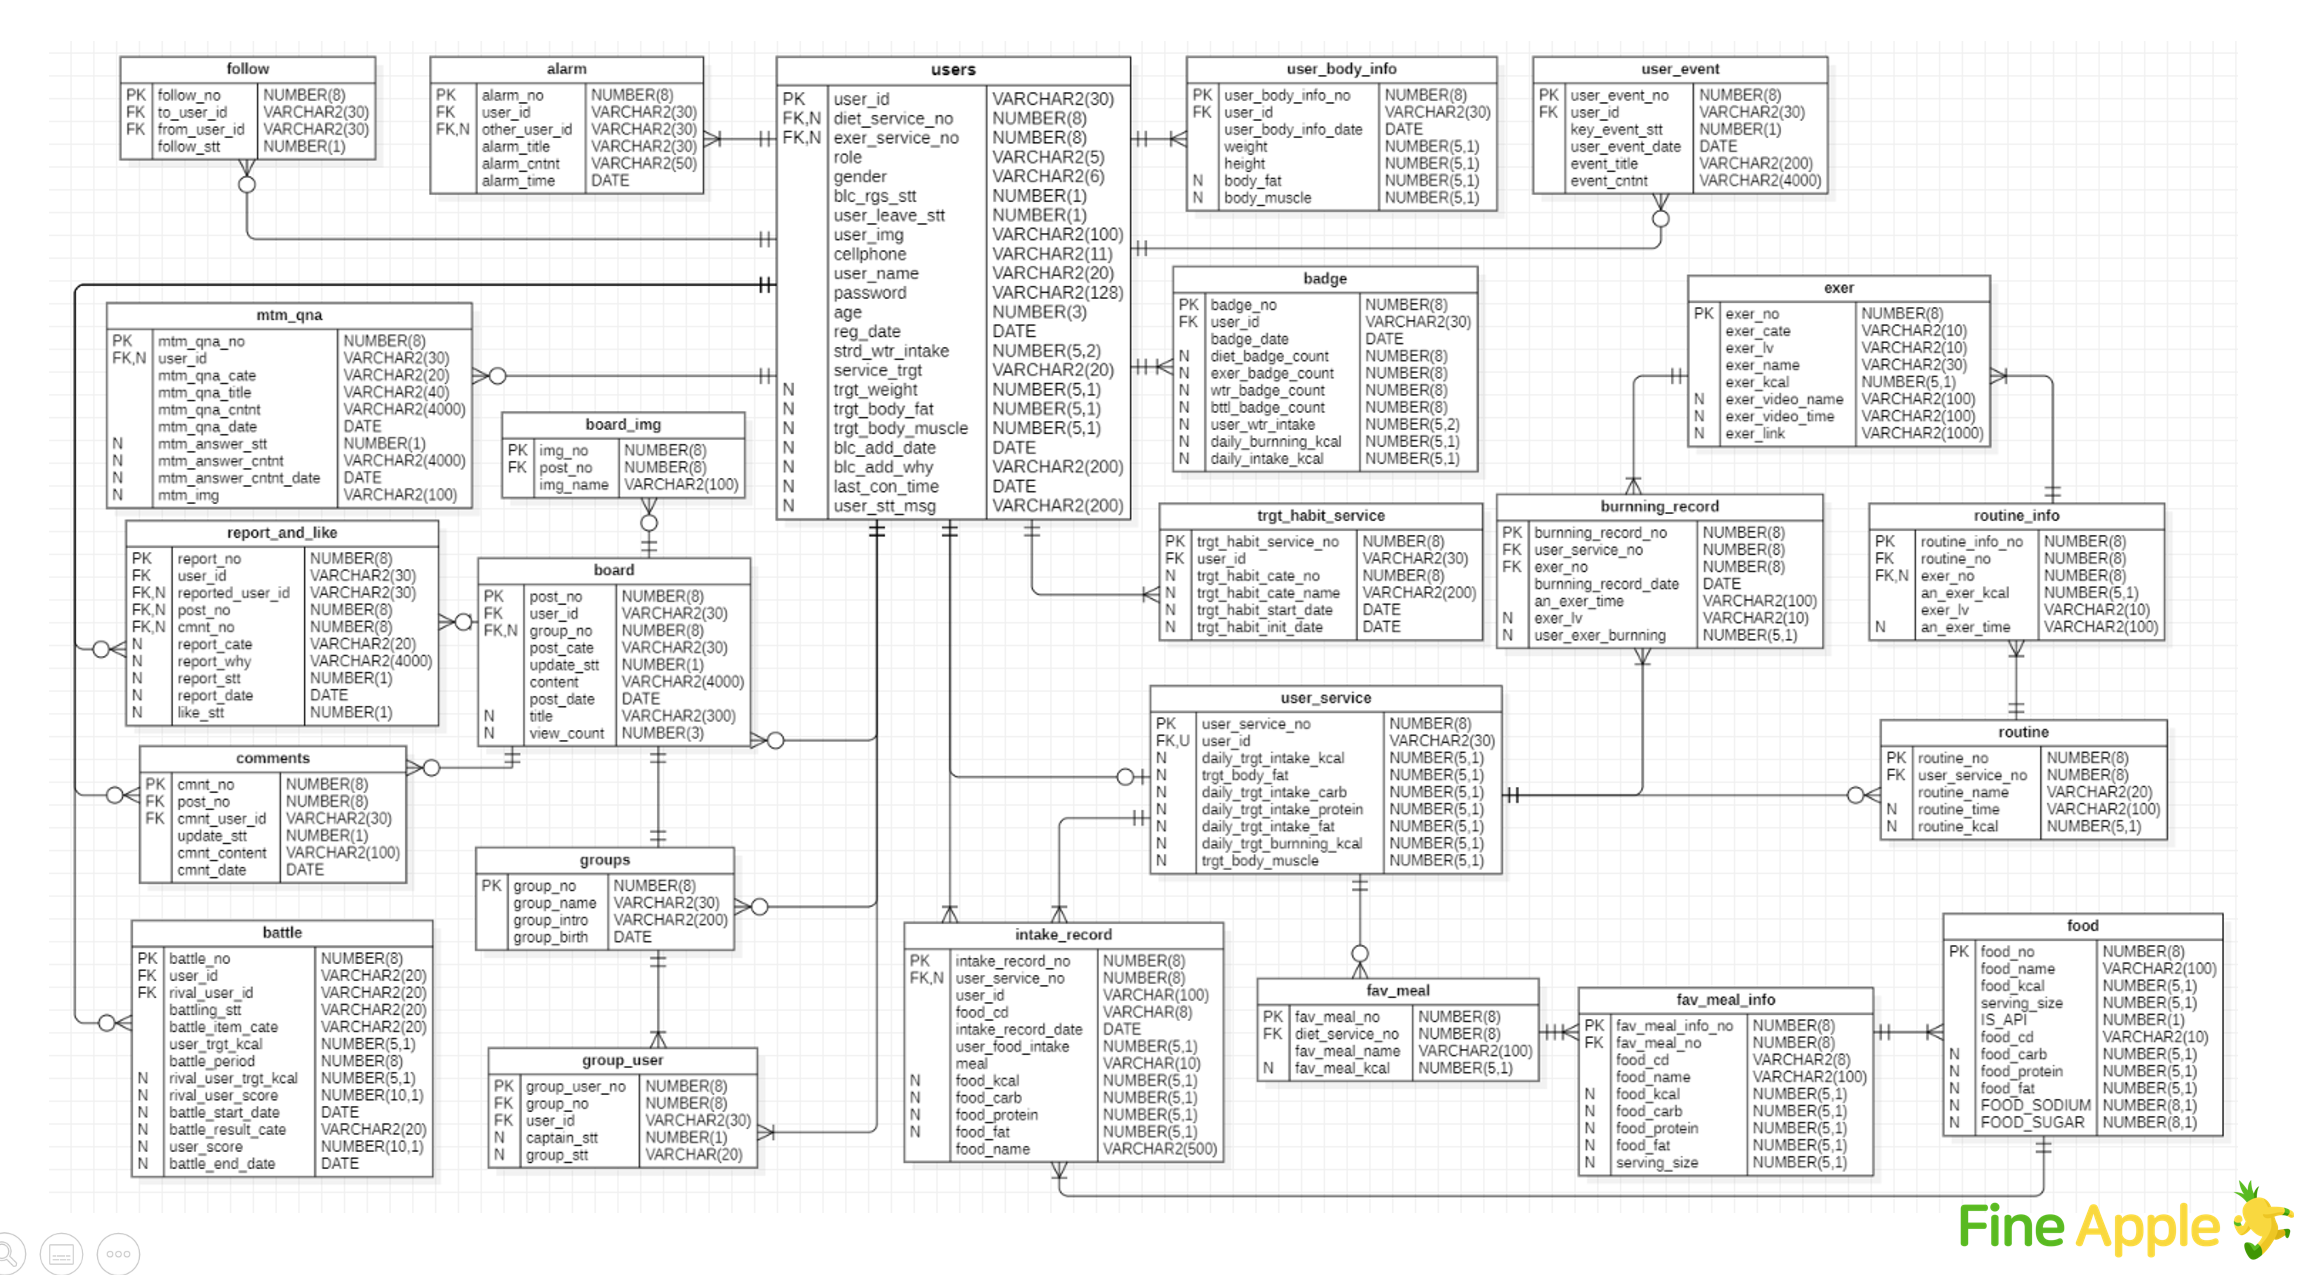 follow
PK follow_no NUMBER(8)
FK to_user_id VARCHAR2(30)
FK from_user_id VARCHAR2(30)
follow_stt NUMBER(1)
alarm
PK alarm_no NUMBER(8)
FK user_id VARCHAR2(30)
FK,N other_user_id VARCHAR2(30)
alarm_title VARCHAR2(30)
alarm_cntnt VARCHAR2(50)
alarm_time DATE
users
PK user_id VARCHAR2(30)
FK,N diet_service_no NUMBER(8)
FK,N exer_service_no NUMBER(8)
role VARCHAR2(5)
gender VARCHAR2(6)
blc_rgs_stt NUMBER(1)
user_leave_stt NUMBER(1)
user_img VARCHAR2(100)
cellphone VARCHAR2(11)
user_name VARCHAR2(20)
password VARCHAR2(128)
age NUMBER(3)
reg_date DATE
strd_wtr_intake NUMBER(5,2)
service_trgt VARCHAR2(20)
N trgt_weight NUMBER(5,1)
N trgt_body_fat NUMBER(5,1)
N trgt_body_muscle NUMBER(5,1)
N blc_add_date DATE
N blc_add_why VARCHAR2(200)
N last_con_time DATE
N user_stt_msg VARCHAR2(200)
user_body_info
PK user_body_info_no NUMBER(8)
FK user_id VARCHAR2(30)
user_body_info_date DATE
weight NUMBER(5,1)
height NUMBER(5,1)
N body_fat NUMBER(5,1)
N body_muscle NUMBER(5,1)
user_event
PK user_event_no NUMBER(8)
FK user_id VARCHAR2(30)
key_event_stt NUMBER(1)
user_event_date DATE
event_title VARCHAR2(200)
event_cntnt VARCHAR2(4000)
mtm_qna
PK mtm_qna_no NUMBER(8)
FK,N user_id VARCHAR2(30)
mtm_qna_cate VARCHAR2(20)
mtm_qna_title VARCHAR2(40)
mtm_qna_cntnt VARCHAR2(4000)
mtm_qna_date DATE
N mtm_answer_stt NUMBER(1)
N mtm_answer_cntnt VARCHAR2(4000)
N mtm_answer_cntnt_date DATE
N mtm_img VARCHAR2(100)
badge
PK badge_no NUMBER(8)
FK user_id VARCHAR2(30)
badge_date DATE
N diet_badge_count NUMBER(8)
N exer_badge_count NUMBER(8)
N wtr_badge_count NUMBER(8)
N bttl_badge_count NUMBER(8)
N user_wtr_intake NUMBER(5,2)
N daily_burnning_kcal NUMBER(5,1)
N daily_intake_kcal NUMBER(5,1)
exer
PK exer_no NUMBER(8)
exer_cate VARCHAR2(10)
exer_lv VARCHAR2(10)
exer_name VARCHAR2(30)
exer_kcal NUMBER(5,1)
N exer_video_name VARCHAR2(100)
N exer_video_time VARCHAR2(100)
N exer_link VARCHAR2(1000)
board_img
PK img_no NUMBER(8)
FK post_no NUMBER(8)
img_name VARCHAR2(100)
report_and_like
PK report_no NUMBER(8)
FK user_id VARCHAR2(30)
FK,N reported_user_id VARCHAR2(30)
FK,N post_no NUMBER(8)
FK,N cmnt_no NUMBER(8)
N report_cate VARCHAR2(20)
N report_why VARCHAR2(4000)
N report_stt NUMBER(1)
N report_date DATE
N like_stt NUMBER(1)
board
PK post_no NUMBER(8)
FK user_id VARCHAR2(30)
FK,N group_no NUMBER(8)
post_cate VARCHAR2(30)
update_stt NUMBER(1)
content VARCHAR2(4000)
post_date DATE
N title VARCHAR2(300)
N view_count NUMBER(3)
trgt_habit_service
PK trgt_habit_service_no NUMBER(8)
FK user_id VARCHAR2(30)
N trgt_habit_cate_no NUMBER(8)
N trgt_habit_cate_name VARCHAR2(200)
N trgt_habit_start_date DATE
N trgt_habit_init_date DATE
burnning_record
PK burnning_record_no NUMBER(8)
FK user_service_no NUMBER(8)
FK exer_no NUMBER(8)
burnning_record_date DATE
an_exer_time VARCHAR2(100)
N exer_lv VARCHAR2(10)
N user_exer_burnning NUMBER(5,1)
routine_info
PK routine_info_no NUMBER(8)
FK routine_no NUMBER(8)
FK,N exer_no NUMBER(8)
an_exer_kcal NUMBER(5,1)
exer_lv VARCHAR2(10)
N an_exer_time VARCHAR2(100)
user_service
PK user_service_no NUMBER(8)
FK,U user_id VARCHAR2(30)
N daily_trgt_intake_kcal NUMBER(5,1)
N trgt_body_fat NUMBER(5,1)
N daily_trgt_intake_carb NUMBER(5,1)
N daily_trgt_intake_protein NUMBER(5,1)
N daily_trgt_intake_fat NUMBER(5,1)
N daily_trgt_burnning_kcal NUMBER(5,1)
N trgt_body_muscle NUMBER(5,1)
routine
PK routine_no NUMBER(8)
FK user_service_no NUMBER(8)
routine_name VARCHAR2(20)
N routine_time VARCHAR2(100)
N routine_kcal NUMBER(5,1)
comments
PK cmnt_no NUMBER(8)
FK post_no NUMBER(8)
FK cmnt_user_id VARCHAR2(30)
update_stt NUMBER(1)
cmnt_content VARCHAR2(100)
cmnt_date DATE
groups
PK group_no NUMBER(8)
group_name VARCHAR2(30)
group_intro VARCHAR2(200)
group_birth DATE
battle
PK battle_no NUMBER(8)
FK user_id VARCHAR2(20)
FK rival_user_id VARCHAR2(20)
battling_stt VARCHAR2(20)
battle_item_cate VARCHAR2(20)
user_trgt_kcal NUMBER(5,1)
battle_period NUMBER(8)
N rival_user_trgt_kcal NUMBER(5,1)
N rival_user_score NUMBER(10,1)
N battle_start_date DATE
N battle_result_cate VARCHAR2(20)
N user_score NUMBER(10,1)
N battle_end_date DATE
group_user
PK group_user_no NUMBER(8)
FK group_no NUMBER(8)
FK user_id VARCHAR2(30)
N captain_stt NUMBER(1)
N group_stt VARCHAR(20)
intake_record
PK intake_record_no NUMBER(8)
FK,N user_service_no NUMBER(8)
user_id VARCHAR(100)
food_cd VARCHAR(8)
intake_record_date DATE
user_food_intake NUMBER(5,1)
meal VARCHAR(10)
N food_kcal NUMBER(5,1)
N food_carb NUMBER(5,1)
N food_protein NUMBER(5,1)
N food_fat NUMBER(5,1)
food_name VARCHAR2(500)
fav_meal
PK fav_meal_no NUMBER(8)
FK diet_service_no NUMBER(8)
fav_meal_name VARCHAR2(100)
N fav_meal_kcal NUMBER(5,1)
fav_meal_info
PK fav_meal_info_no NUMBER(8)
FK fav_meal_no NUMBER(8)
food_cd VARCHAR2(8)
food_name VARCHAR2(100)
N food_kcal NUMBER(5,1)
N food_carb NUMBER(5,1)
N food_protein NUMBER(5,1)
N food_fat NUMBER(5,1)
N serving_size NUMBER(5,1)
food
PK food_no NUMBER(8)
food_name VARCHAR2(100)
food_kcal NUMBER(5,1)
serving_size NUMBER(5,1)
IS_API NUMBER(1)
food_cd VARCHAR2(10)
N food_carb NUMBER(5,1)
N food_protein NUMBER(5,1)
N food_fat NUMBER(5,1)
N FOOD_SODIUM NUMBER(8,1)
N FOOD_SUGAR NUMBER(8,1)
Fine Apple